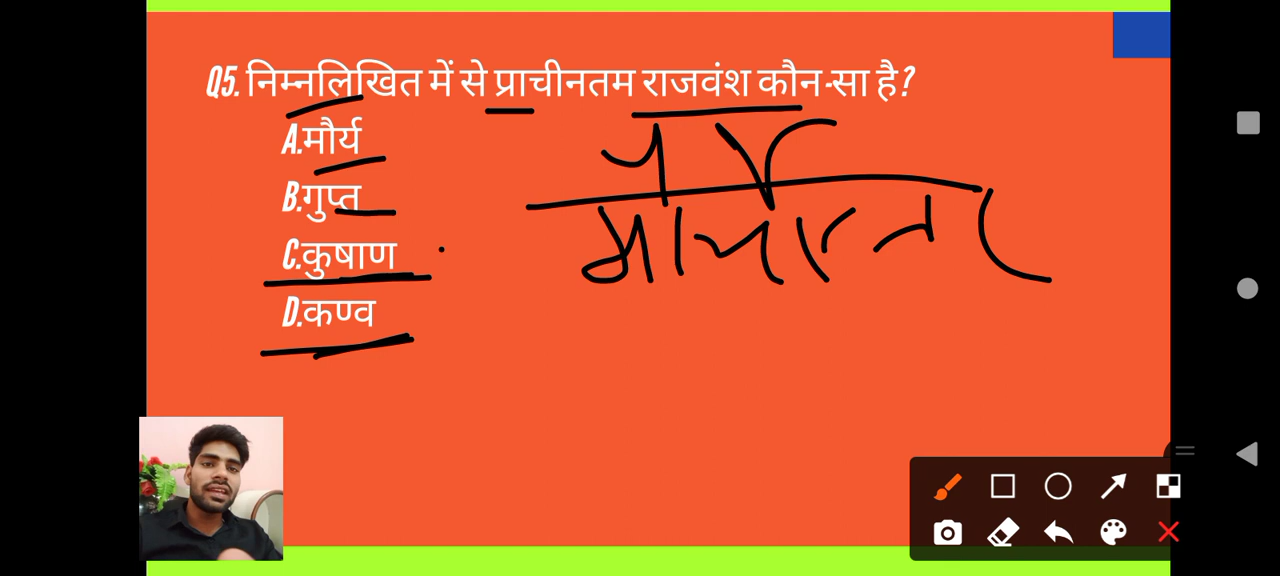 Q5. निम्नलिखित में से प्राचीनतम राजवंश कौन-सा है?
A.मौर्य
B.गुप्त
C.कुषाण
D.कण्व